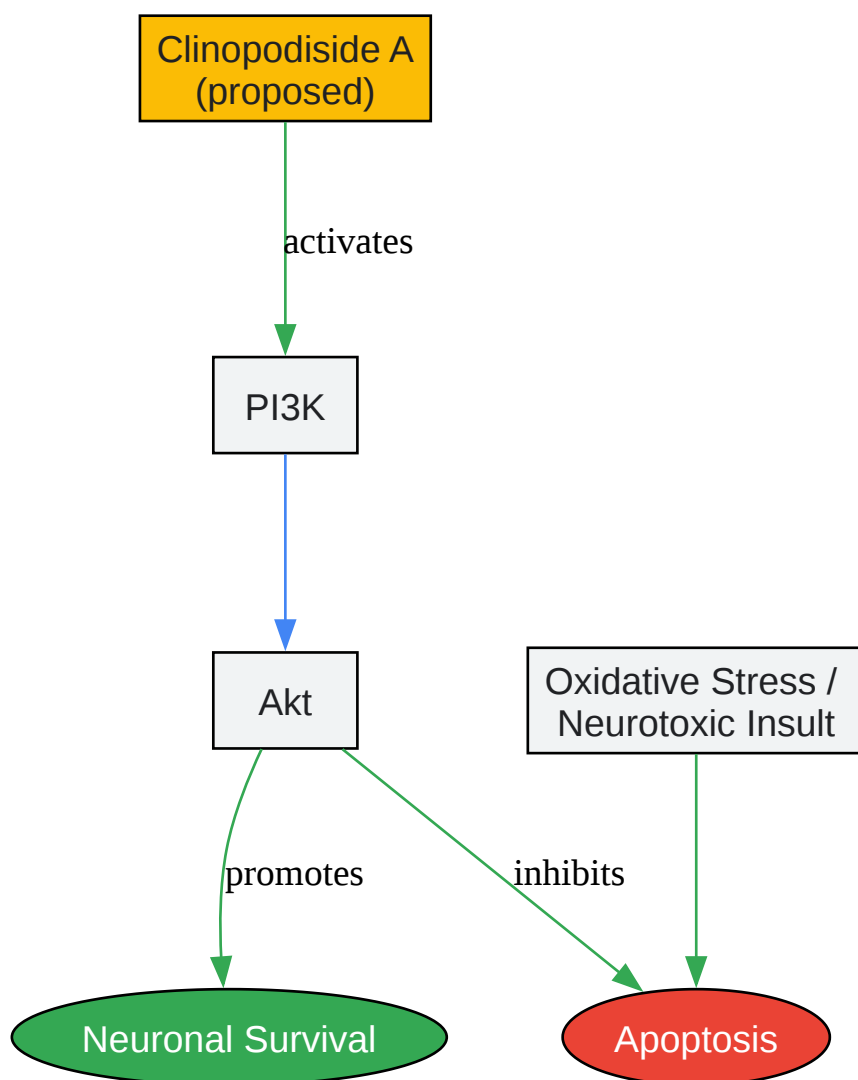 Clinopodiside A
(proposed)
activates
PI3K
Akt
Oxidative Stress /
Neurotoxic Insult
promotes
inhibits
Neuronal Survival
Apoptosis